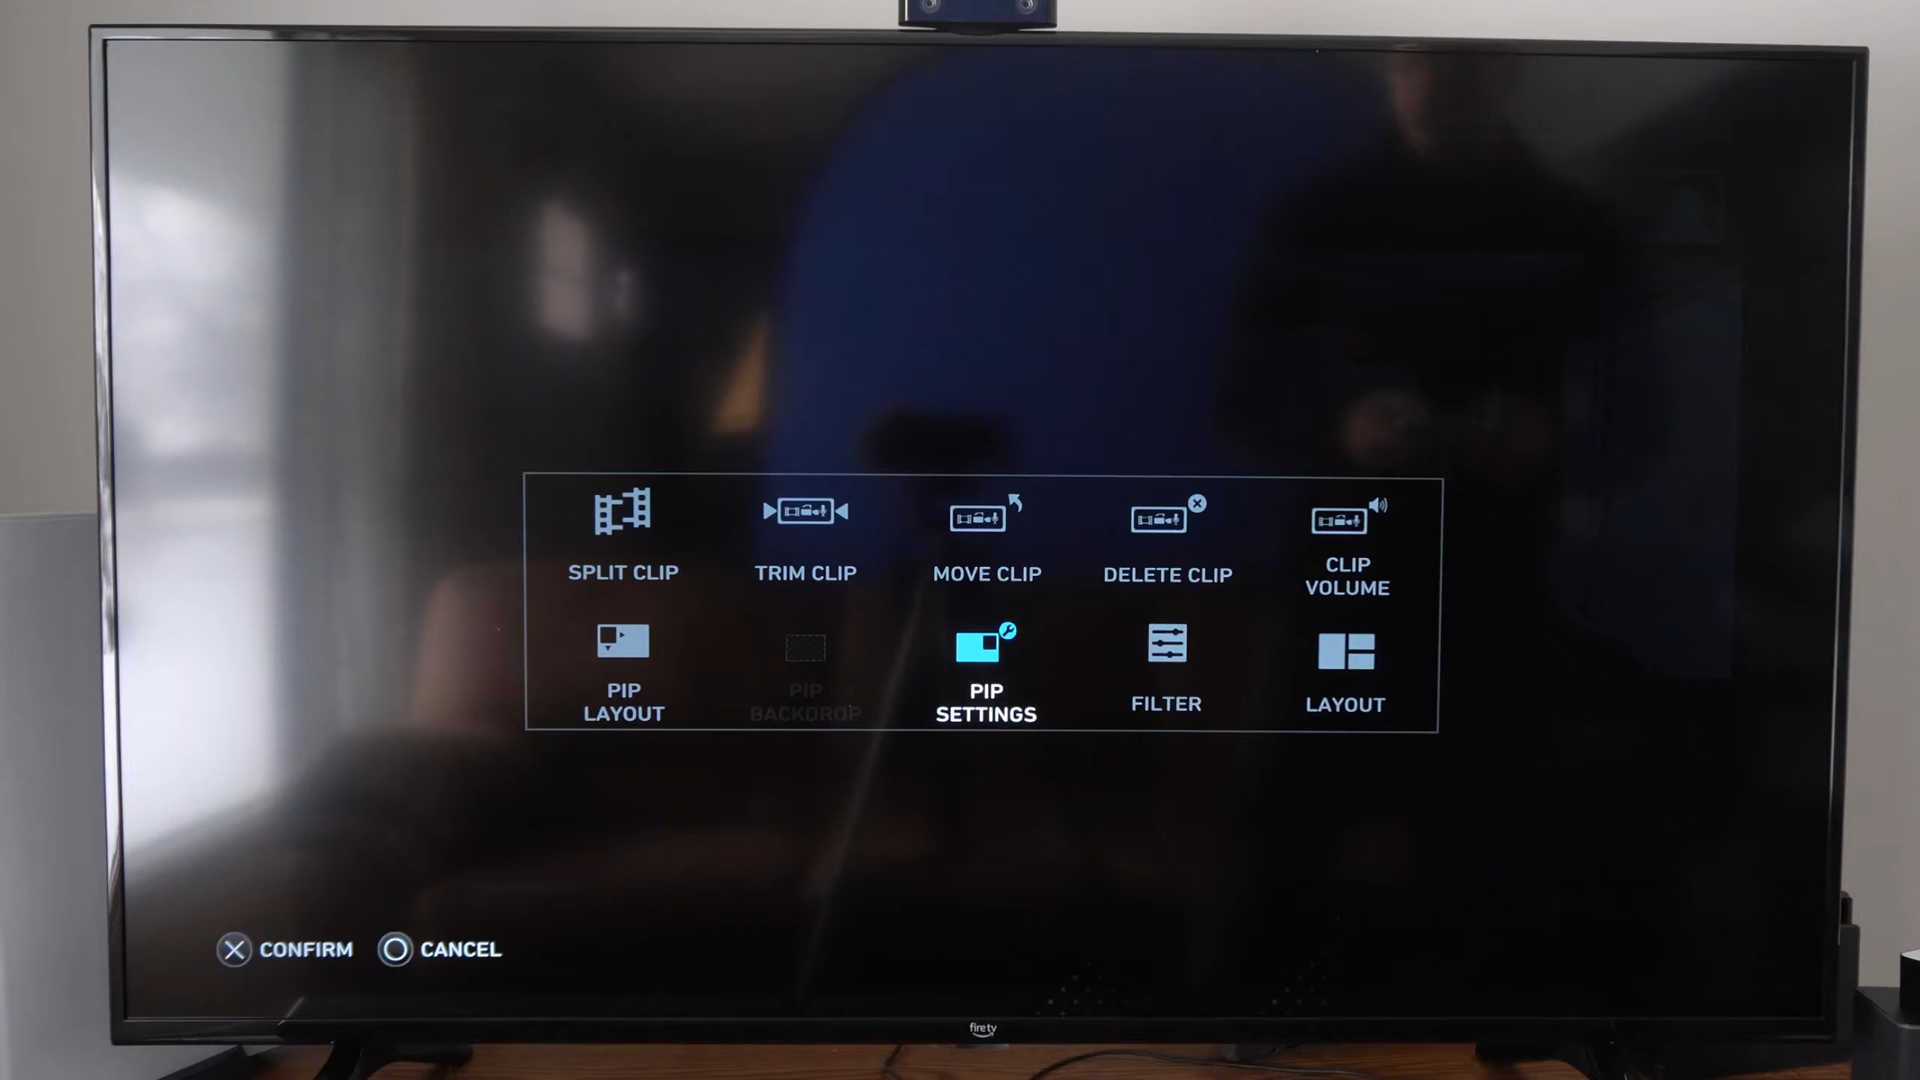 SPLIT CLIP
TRIM CLIP
MOVE CLIP
DELETE CLIP
CLIP
VOLUME
PIP
LAYOUT
PIP
BACKDROP
PIP
SETTINGS
FILTER
LAYOUT
CONFIRM
CANCEL
firetv